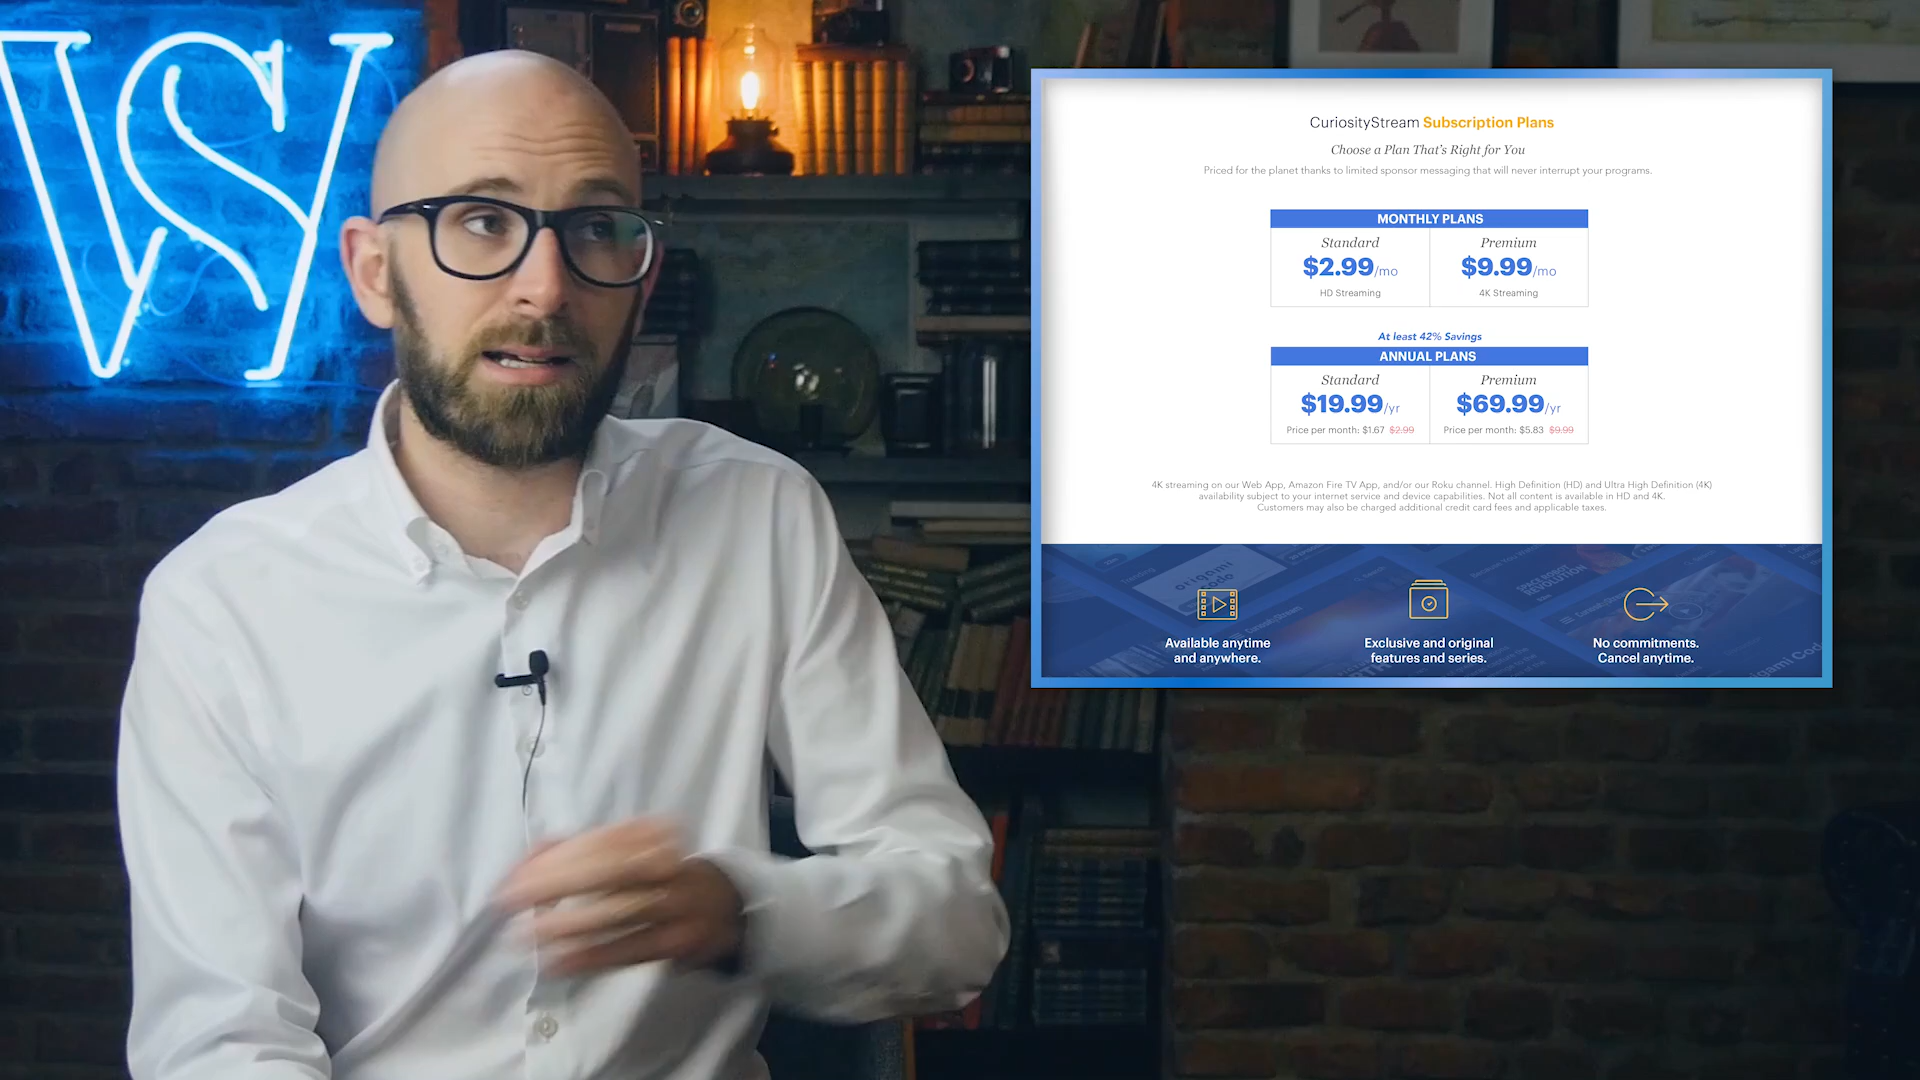 WS
CuriosityStream Subscription Plans
Choose a Plan That's Right for You
Priced for the planet thanks to limited sponsor messaging that will never interrupt your programs.
MONTHLY PLANS
Standard Premium
$2.99/mo $9.99/mo
HD Streaming 4K Streaming
At least 42% Savings
ANNUAL PLANS
Standard Premium
$19.99/yr $69.99/yr
Price per month: $1.67 $2.99 Price per month: $5.83 $9.99
4K streaming on our Web App, Amazon Fire TV App, and/or our Roku channel. High Definition (HD) and Ultra High Definition (4K)
availability subject to your internet service and device capabilities. Not all content is available in HD and 4K.
Customers may also be charged additional credit card fees and applicable taxes.
origami
code
SPACE ROBOT
REVOLUTION
CuriosityStream
Available anytime
and anywhere.
Exclusive and original
features and series.
No commitments.
Cancel anytime.